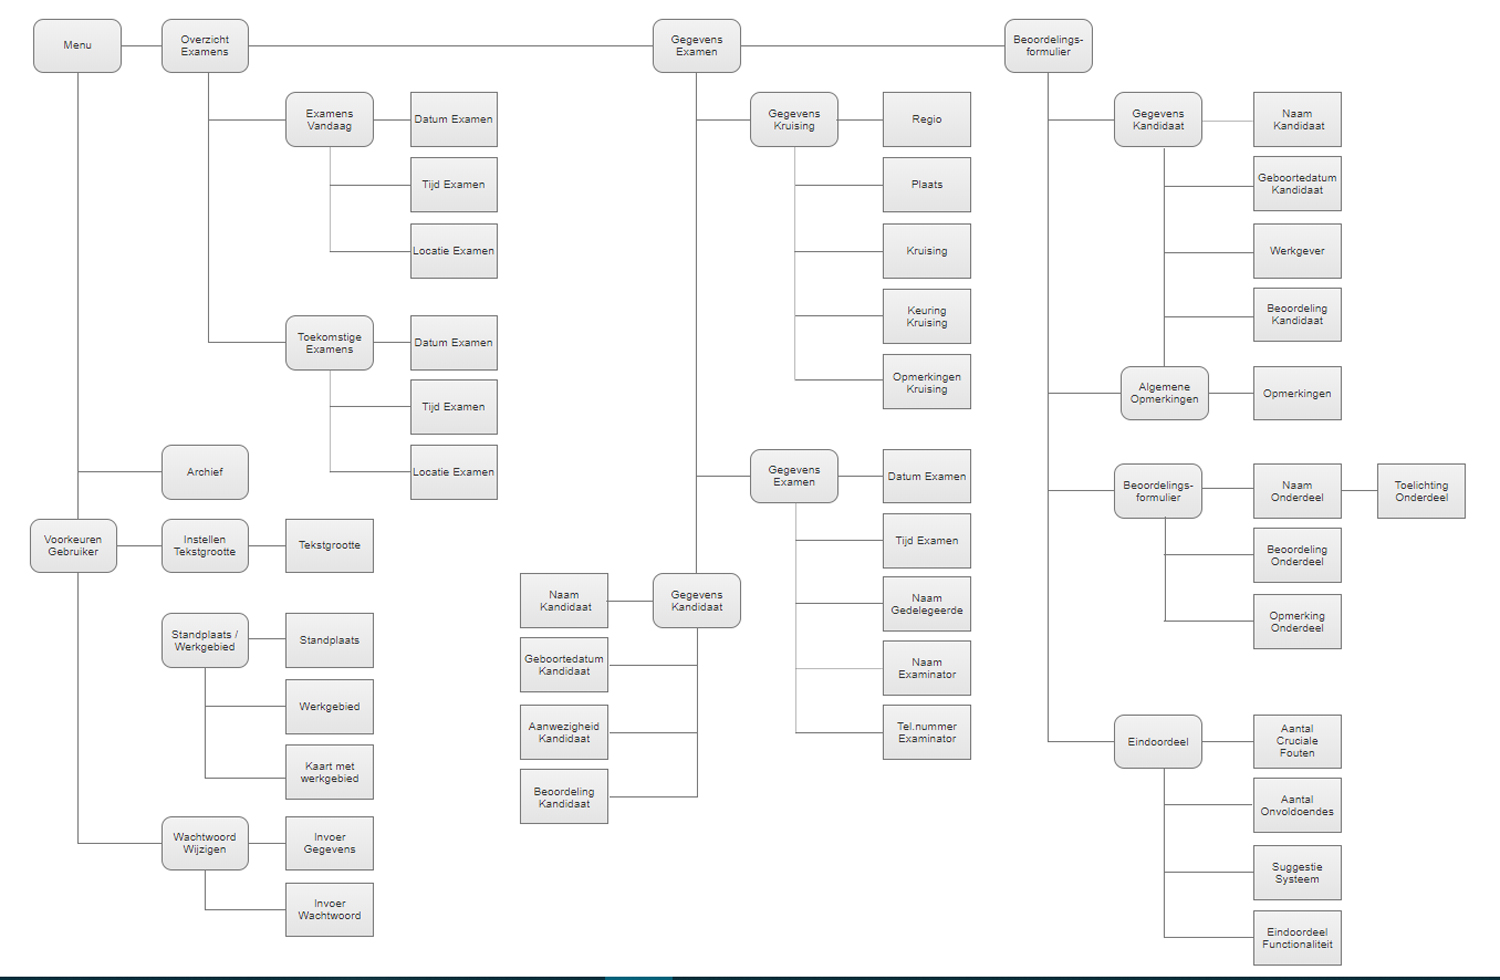 Menu
Overzicht
Examens
Gegevens
Examen
Beoordelings-
formulier
Examens
Vandaag
Datum Examen
Tijd Examen
Locatie Examen
Toekomstige
Examens
Datum Examen
Tijd Examen
Locatie Examen
Archief
Voorkeuren
Gebruiker
Instellen
Tekstgrootte
Tekstgrootte
Standplaats /
Werkgebied
Standplaats
Werkgebied
Kaart met
werkgebied
Wachtwoord
Wijzigen
Invoer
Gegevens
Invoer
Wachtwoord
Gegevens
Kruising
Regio
Plaats
Kruising
Keuring
Kruising
Opmerkingen
Kruising
Gegevens
Examen
Datum Examen
Tijd Examen
Naam
Gedelegeerde
Naam
Examinator
Tel.nummer
Examinator
Gegevens
Kandidaat
Naam
Kandidaat
Geboortedatum
Kandidaat
Aanwezigheid
Kandidaat
Beoordeling
Kandidaat
Gegevens
Kandidaat
Naam
Kandidaat
Geboortedatum
Kandidaat
Werkgever
Beoordeling
Kandidaat
Algemene
Opmerkingen
Opmerkingen
Beoordelings-
formulier
Naam
Onderdeel
Toelichting
Onderdeel
Beoordeling
Onderdeel
Opmerking
Onderdeel
Eindoordeel
Aantal
Cruciale
Fouten
Aantal
Onvoldoendes
Suggestie
Systeem
Eindoordeel
Functionaliteit